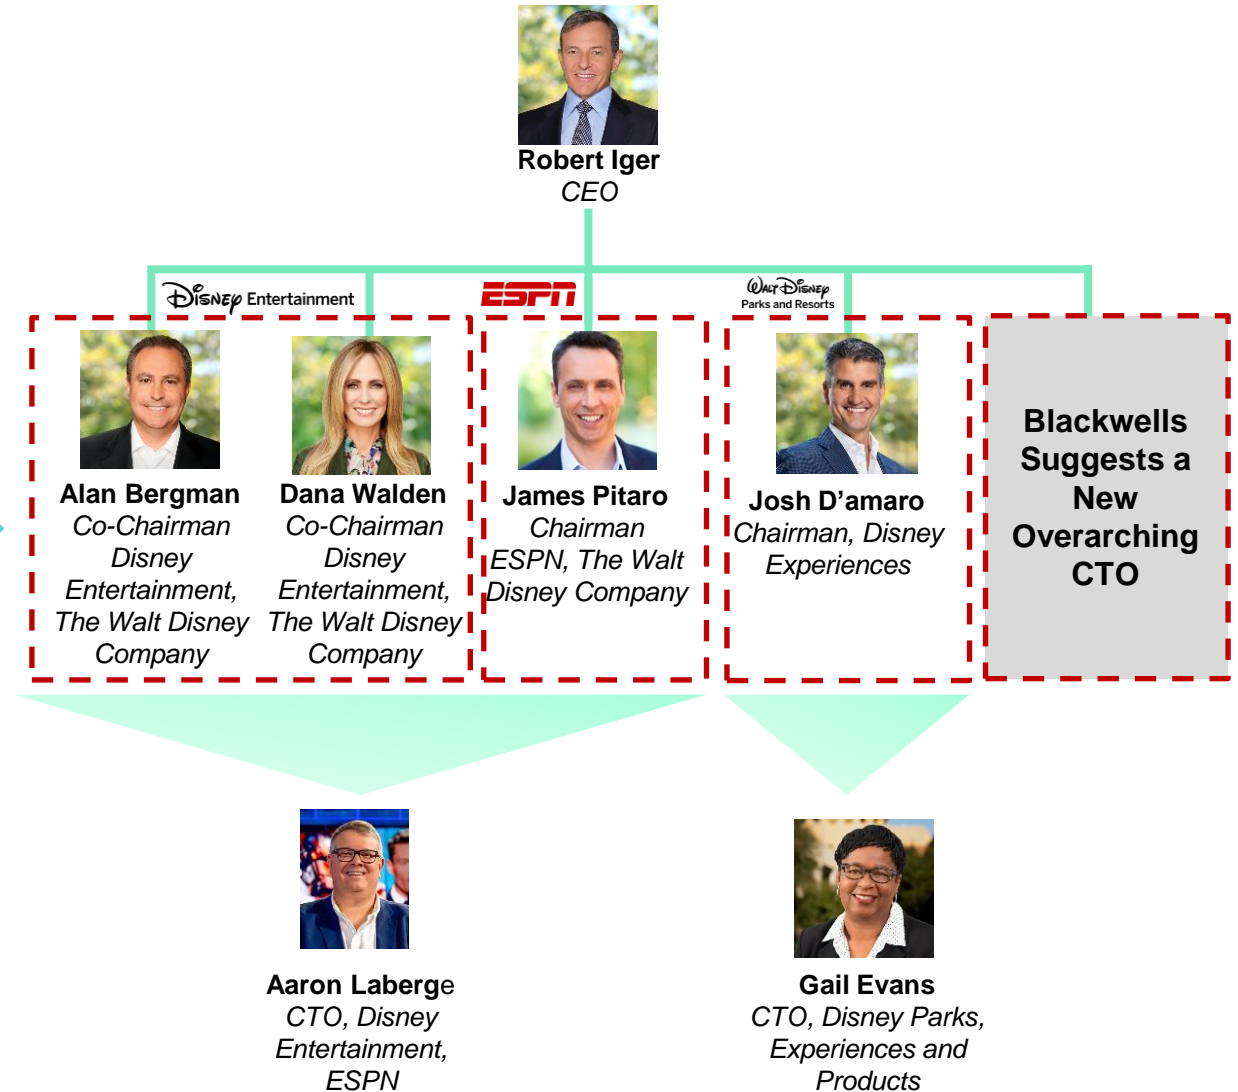 Robert Iger
CEO
Disney Entertainment
ESPN
Walt Disney
Parks and Resorts
Alan Bergman
Co-Chairman
Disney
Entertainment,
The Walt Disney
Company
Dana Walden
Co-Chairman
Disney
Entertainment,
The Walt Disney
Company
James Pitaro
Chairman
ESPN, The Walt
Disney Company
Josh D’amaro
Chairman, Disney
Experiences
Blackwells
Suggests a
New
Overarching
CTO
Aaron Laberge
CTO, Disney
Entertainment,
ESPN
Gail Evans
CTO, Disney Parks,
Experiences and
Products